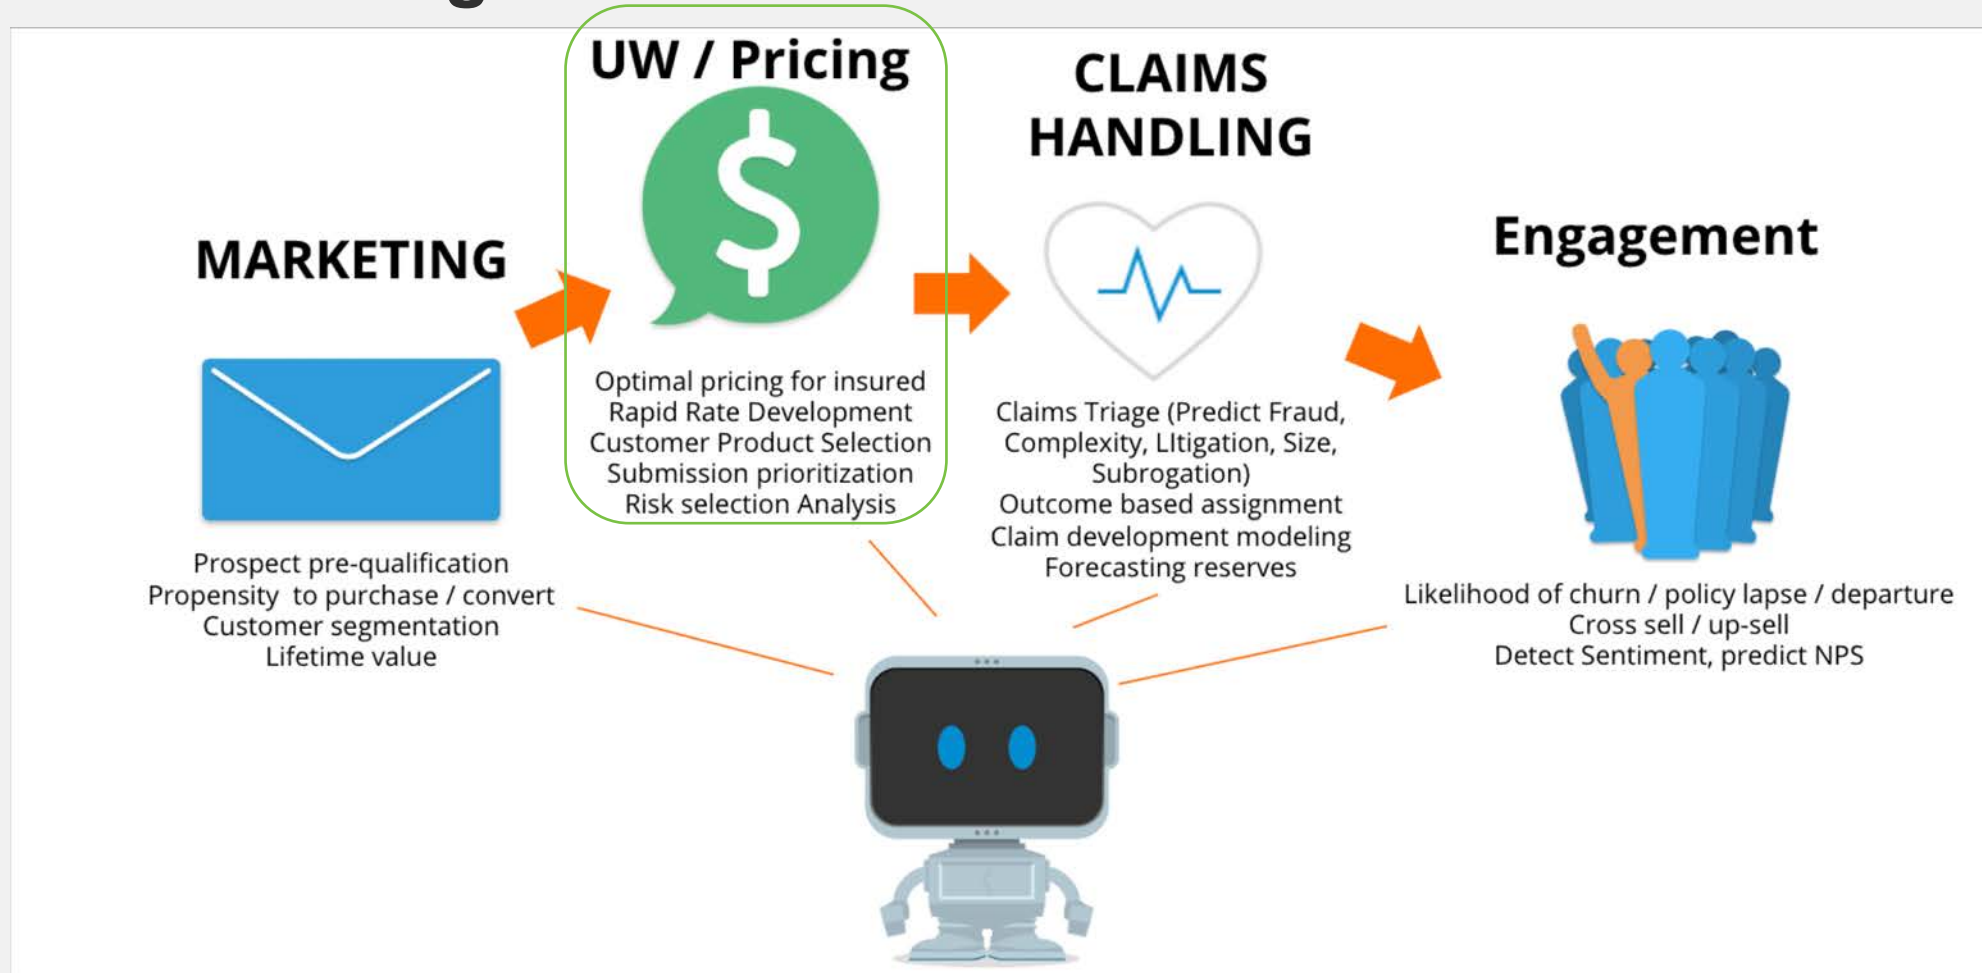 UW / Pricing
CLAIMS
HANDLING
MARKETING
Engagement
Optimal pricing for insured
Rapid Rate Development
Customer Product Selection
Submission prioritization
Risk selection Analysis
Claims Triage (Predict Fraud,
Complexity, LItigation, Size,
Subrogation)
Outcome based assignment
Claim development modeling
Forecasting reserves
Prospect pre-qualification
Propensity  to purchase / convert
Customer segmentation
Lifetime value
Likelihood of churn / policy lapse / departure
Cross sell / up-sell
Detect Sentiment, predict NPS